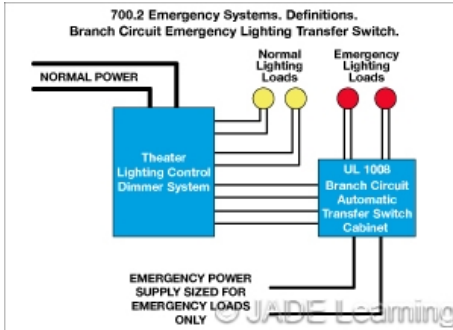 700.2 Emergency Systems. Definitions.
Branch Circuit Emergency Lighting Transfer Switch.
Normal
Lighting
Loads
Emergency
Lighting
Loads
NORMAL POWER
Theater
Lighting Control
Dimmer System
UL 1008
Branch Circuit
Automatic
Transfer Switch
Cabinet
EMERGENCY POWER
SUPPLY SIZED FOR
EMERGENCY LOADS
ONLY
© JADE Learning